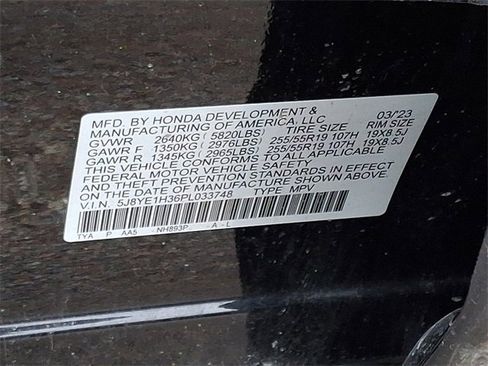 MFD. BY HONDA DEVELOPMENT & 03/'23
MANUFACTURING OF AMERICA, LLC
GVWR 2640KG (5820LBS) TIRE SIZE RIM SIZE
GAWR F 1350KG (2976LBS) 255/55R19 107H 19X8.5J
GAWR R 1345KG (2965LBS) 255/55R19 107H 19X8.5J
THIS VEHICLE CONFORMS TO ALL APPLICABLE
FEDERAL MOTOR VEHICLE SAFETY
AND THEFT PREVENTION STANDARDS IN EFFECT
ON THE DATE OF MANUFACTURE SHOWN ABOVE.
V.I.N. 5J8YE1H36PL033748 TYPE: MPV
TYA P AA5 NH893P A - L